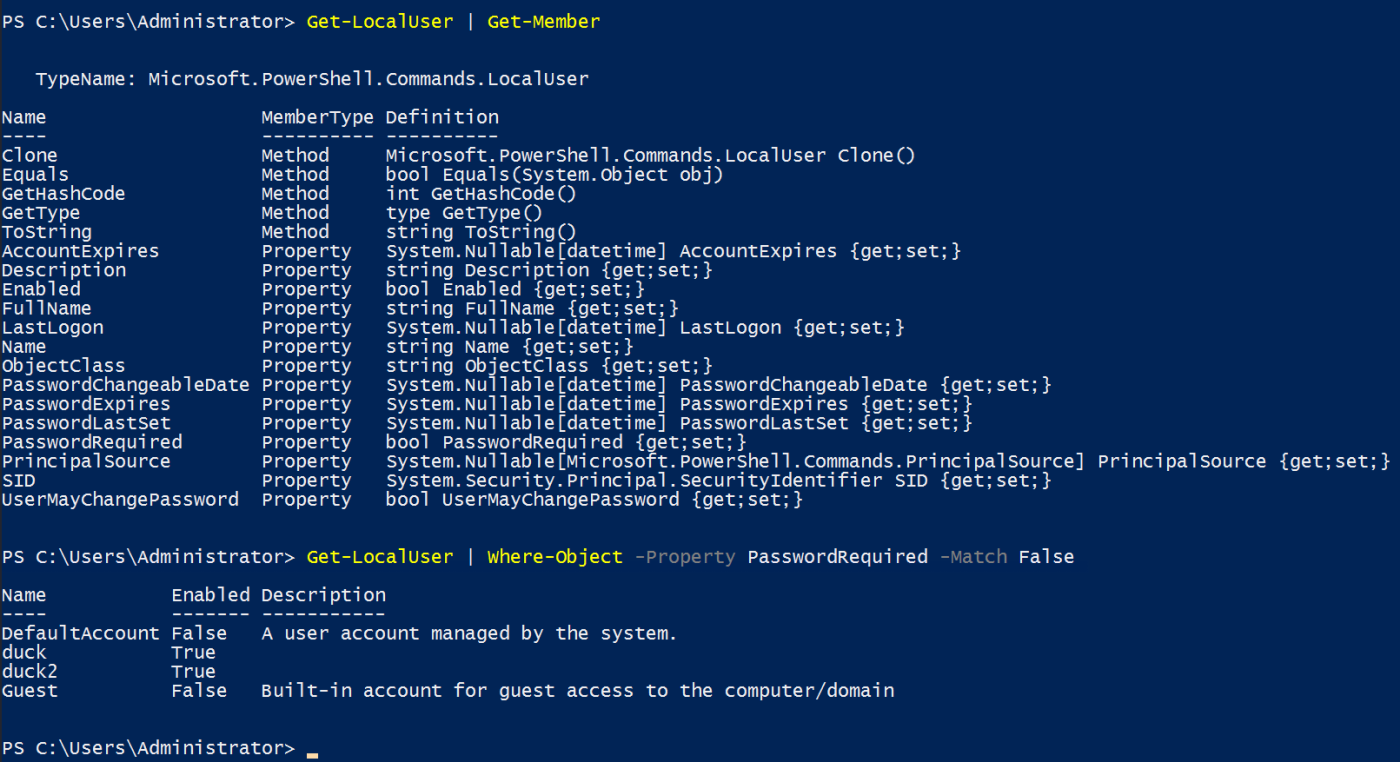 PS C:\Users\Administrator> Get-LocalUser | Get-Member
TypeName: Microsoft.PowerShell.Commands.LocalUser
Name MemberType Definition
---- ---------- ----------
Clone Method Microsoft.PowerShell.Commands.LocalUser Clone()
Equals Method bool Equals(System.Object obj)
GetHashCode Method int GetHashCode()
GetType Method type GetType()
ToString Method string ToString()
AccountExpires Property System.Nullable[datetime] AccountExpires {get;set;}
Description Property string Description {get;set;}
Enabled Property bool Enabled {get;set;}
FullName Property string FullName {get;set;}
LastLogon Property System.Nullable[datetime] LastLogon {get;set;}
Name Property string Name {get;set;}
ObjectClass Property string ObjectClass {get;set;}
PasswordChangeableDate Property System.Nullable[datetime] PasswordChangeableDate {get;set;}
PasswordExpires Property System.Nullable[datetime] PasswordExpires {get;set;}
PasswordLastSet Property System.Nullable[datetime] PasswordLastSet {get;set;}
PasswordRequired Property bool PasswordRequired {get;set;}
PrincipalSource Property System.Nullable[Microsoft.PowerShell.Commands.PrincipalSource] PrincipalSource {get;set;}
SID Property System.Security.Principal.SecurityIdentifier SID {get;set;}
UserMayChangePassword Property bool UserMayChangePassword {get;set;}
PS C:\Users\Administrator> Get-LocalUser | Where-Object -Property PasswordRequired -Match False
Name Enabled Description
---- ------- -----------
DefaultAccount False A user account managed by the system.
duck True
duck2 True
Guest False Built-in account for guest access to the computer/domain
PS C:\Users\Administrator>